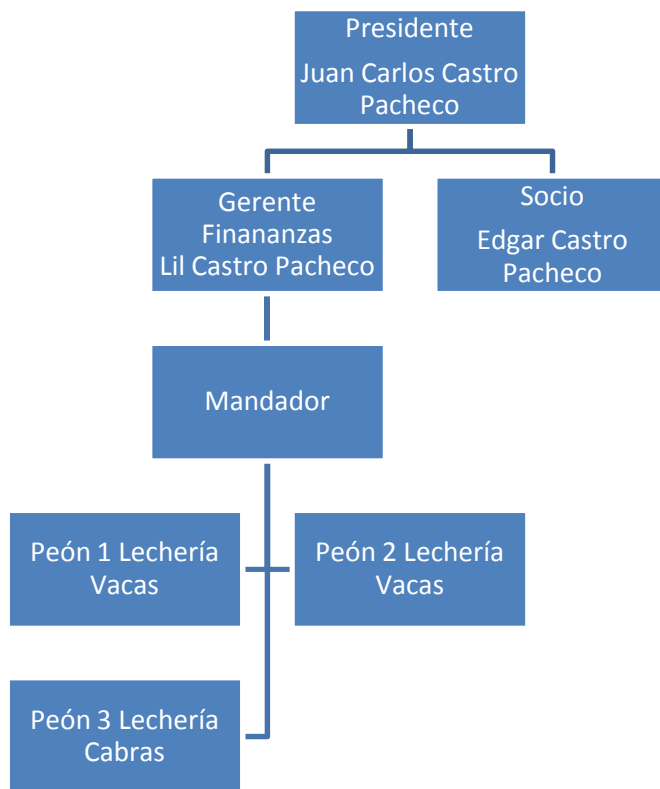 Presidente
Juan Carlos Castro
Pacheco
Gerente
Finananzas
Lil Castro Pacheco
Socio
Edgar Castro
Pacheco
Mandador
Peón 1 Lechería
Vacas
Peón 2 Lechería
Vacas
Peón 3 Lechería
Cabras